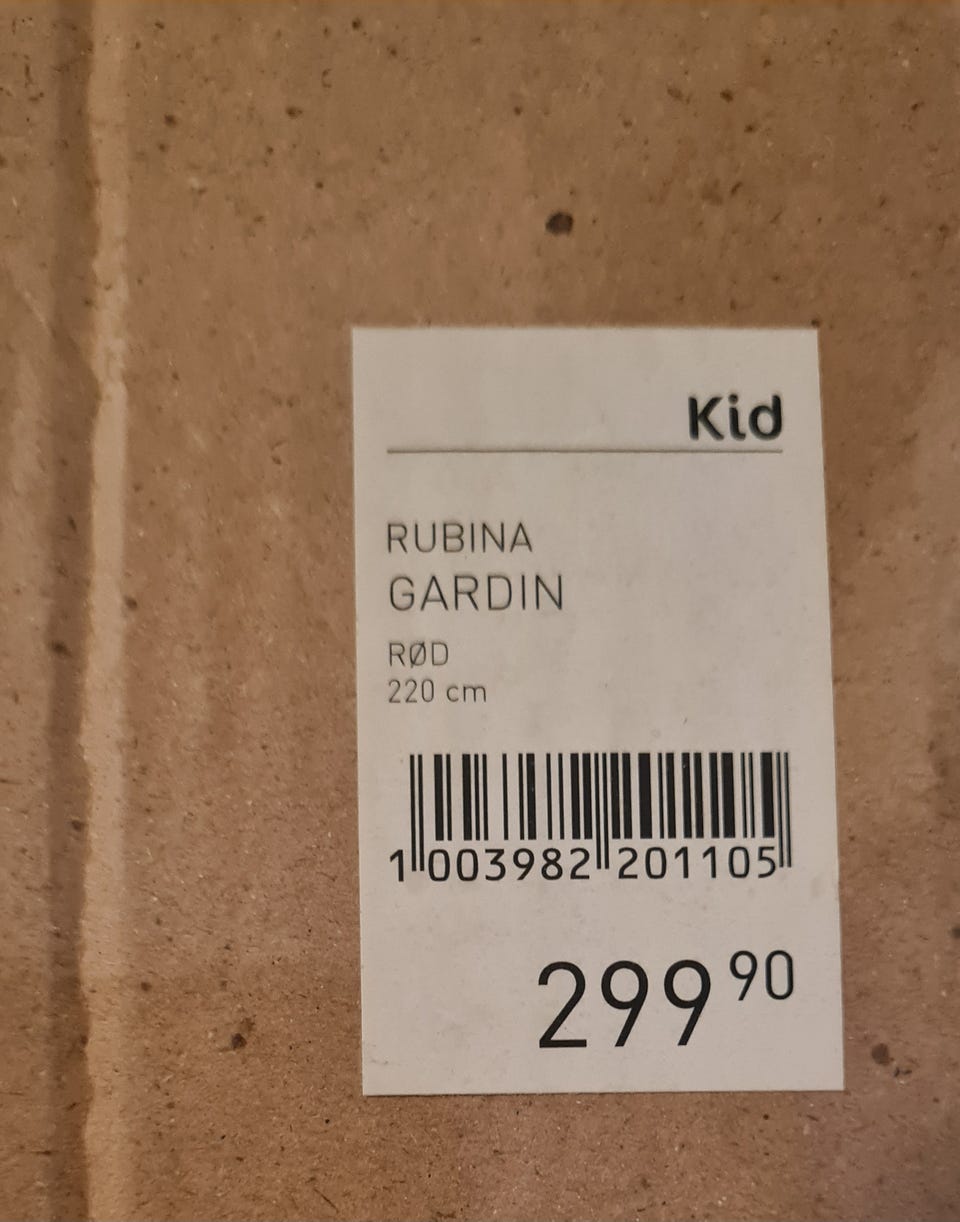 Kid
RUBINA
GARDIN
RØD
220 cm
1 003982 201105
299 90